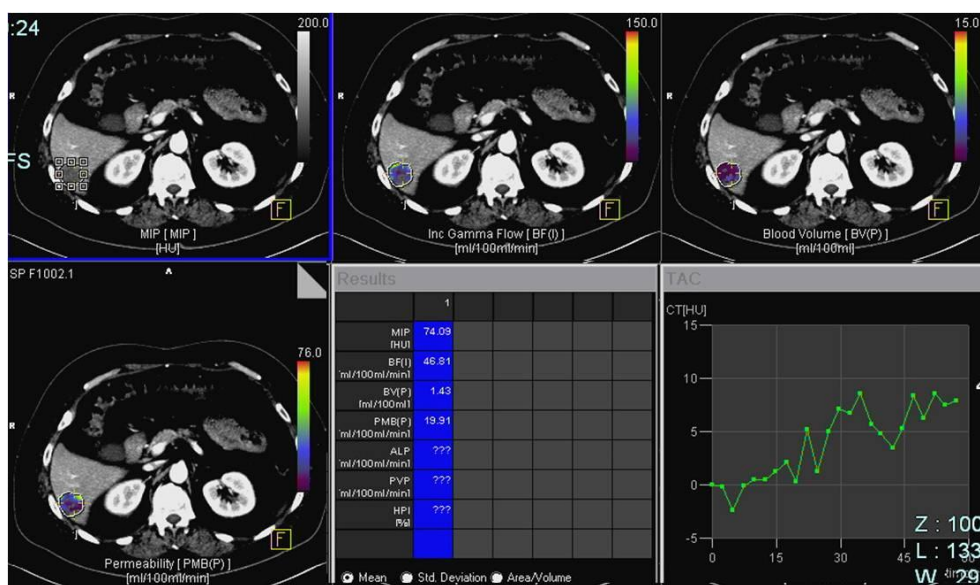 :24
200.0
150.0
15.0
R
R
R
FS
F
F
F
MIP [ MIP ]
[HU]
Inc Gamma Flow [ BF(I) ]
[ml/100ml/min]
Blood Volume [ BV(P) ]
[ml/100ml]
SP F1002.1
A
76.0
R
F
Permeability [ PMB(P) ]
[ml/100ml/min]
Results
1
MIP
[HU]
74.09
BF(I)
ml/100ml/min]
46.81
BV(P)
[ml/100ml]
1.43
PMB(P)
ml/100ml/min]
19.91
ALP
ml/100ml/min]
???
PVP
ml/100ml/min]
???
HPI
[%]
???
Mean
Std. Deviation
Area/Volume
TAC
CT[HU]
15
10
5
0
-5
0
15
30
45
Z : 100
L : 133